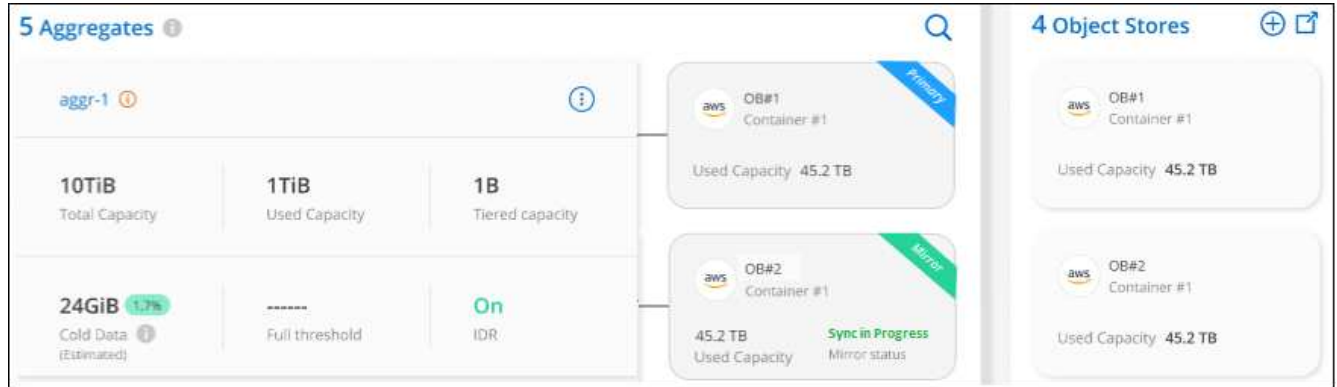 5 Aggregates
aggr-1
10TiB
Total Capacity
1TiB
Used Capacity
1B
Tiered capacity
24GiB 1.7%
Cold Data
(Estimated)
------
Full threshold
On
IDR
aws
OB#1
Container #1
Primary
Used Capacity 45.2 TB
aws
OB#2
Container #1
Mirror
45.2 TB
Used Capacity
Sync in Progress
Mirror status
4 Object Stores
aws
OB#1
Container #1
Used Capacity 45.2 TB
aws
OB#2
Container #1
Used Capacity 45.2 TB